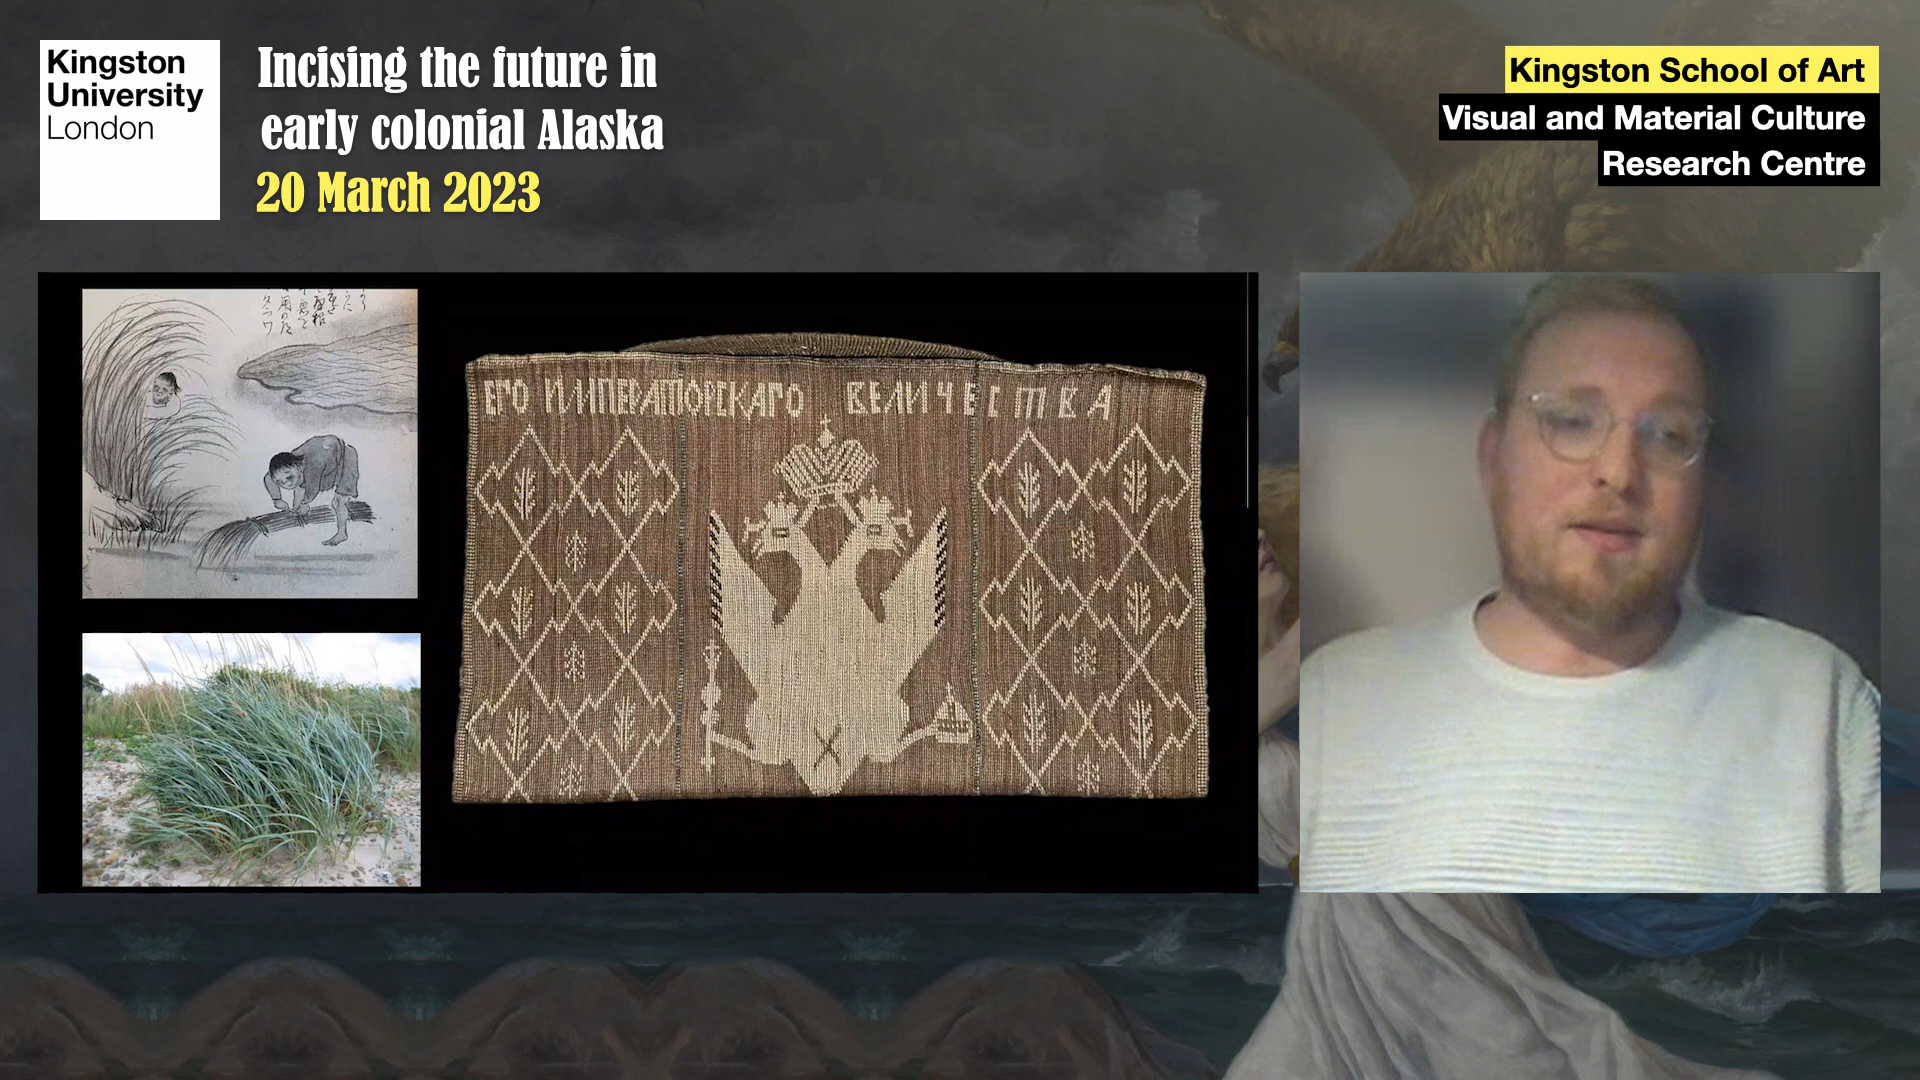 Kingston
University
London
Incising the future in
early colonial Alaska
20 March 2023
Kingston School of Art
Visual and Material Culture
Research Centre
ЕГО ИМПЕРАТОРСКАГО ВЕЛИЧЕСТВА